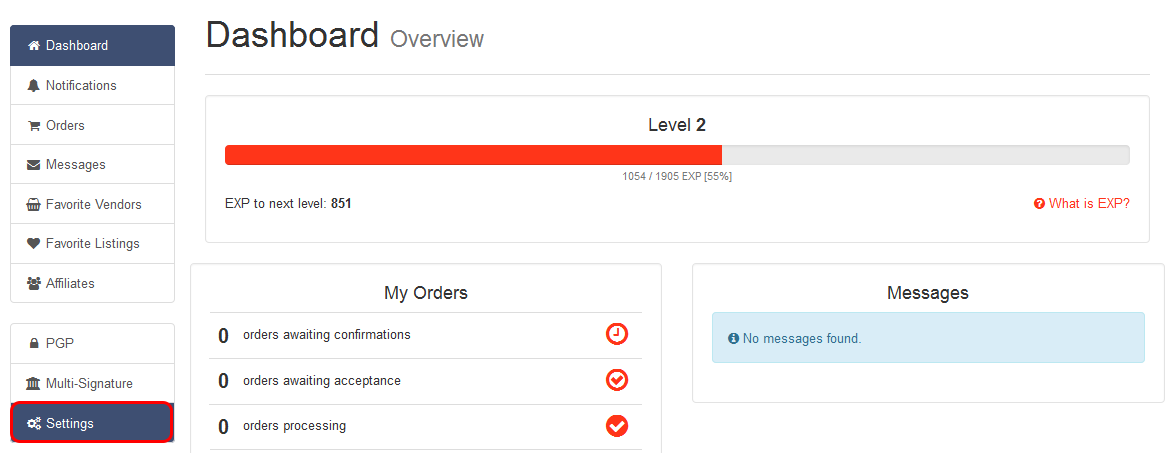 Dashboard
Notifications
Orders
Messages
Favorite Vendors
Favorite Listings
Affiliates
PGP
Multi-Signature
Settings
Dashboard Overview
Level 2
1054 / 1905 EXP [55%]
EXP to next level: 851
What is EXP?
My Orders
0 orders awaiting confirmations
0 orders awaiting acceptance
0 orders processing
Messages
No messages found.